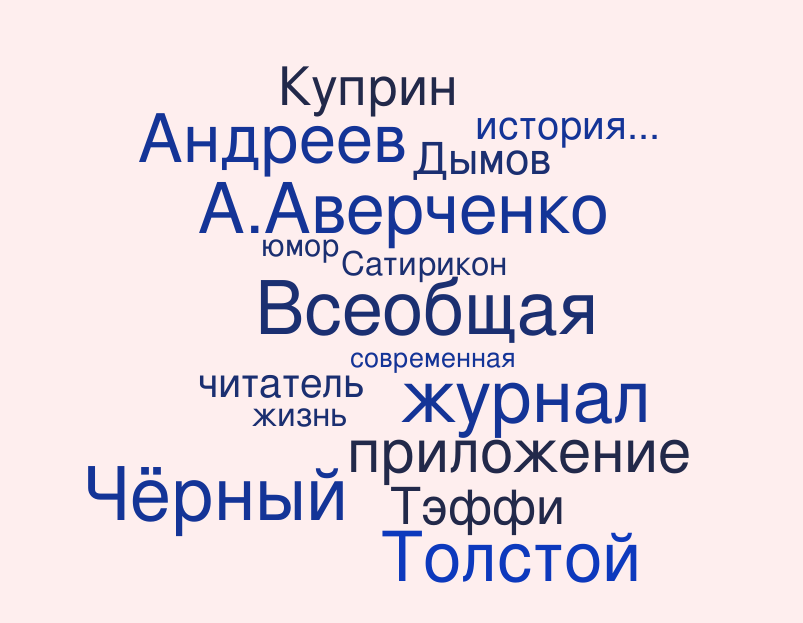 Куприн
история...
Андреев
Дымов
А.Аверченко
юмор
Сатирикон
Всеобщая
современная
читатель
журнал
жизнь
приложение
Чёрный
Тэффи
Толстой